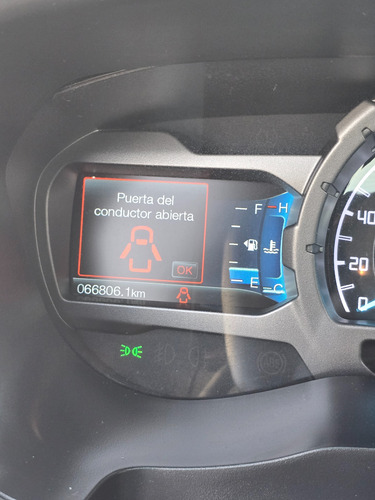 Puerta del
conductor abierta
OK
066806.1km
F H
E C
40
20
0